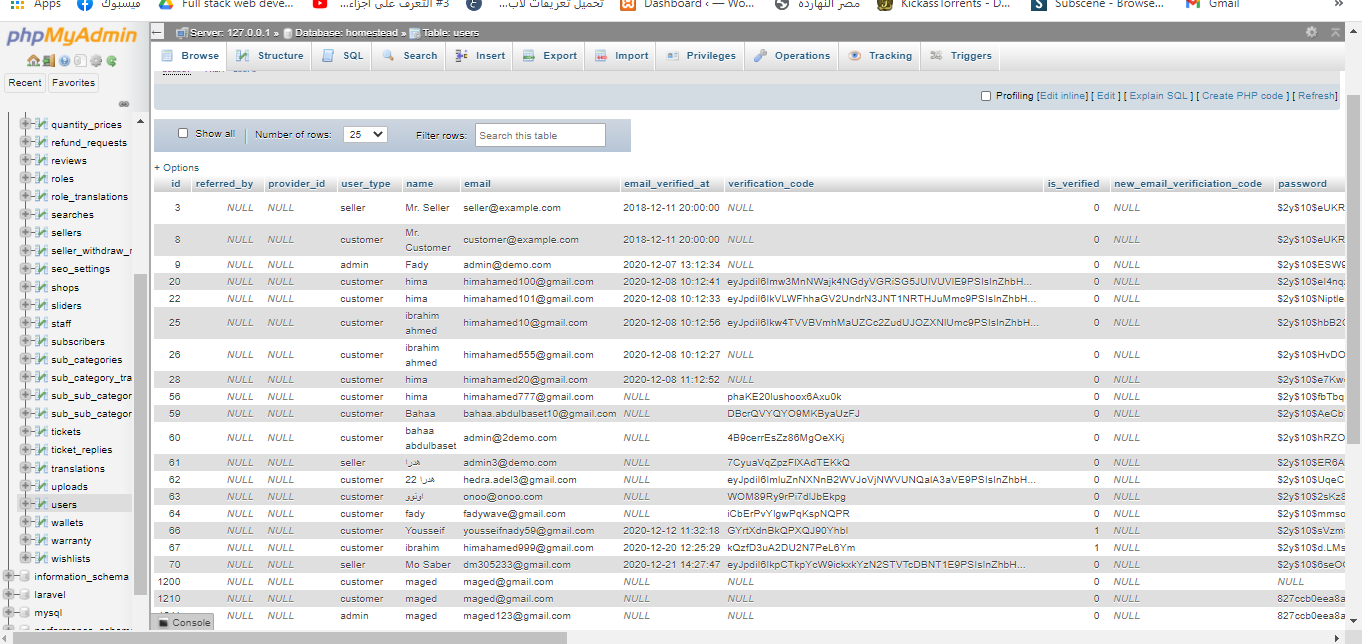 Apps
فيسبوك
Full stack web deve...
#3 التعرف على اجزاء...
تحميل تعريفات لاب...
Dashboard ‹ — Wo...
مصر النهارده
KickassTorrents - D...
Subscene - Browse...
Gmail
phpMyAdmin
Recent Favorites
quantity_prices
refund_requests
reviews
roles
role_translations
searches
sellers
seller_withdraw_r
seo_settings
shops
sliders
staff
subscribers
sub_categories
sub_category_tra
sub_sub_categor
sub_sub_categor
tickets
ticket_replies
translations
uploads
users
wallets
warranty
wishlists
information_schema
laravel
mysql
Server: 127.0.0.1 » Database: homestead » Table: users
Browse Structure SQL Search Insert Export Import Privileges Operations Tracking Triggers
Profiling [Edit inline] [ Edit ] [ Explain SQL ] [ Create PHP code ] [ Refresh]
Show all Number of rows: 25 Filter rows: Search this table
+ Options
id referred_by provider_id user_type name email email_verified_at verification_code is_verified new_email_verificiation_code password
3 NULL NULL seller Mr. Seller seller@example.com 2018-12-11 20:00:00 NULL 0 NULL $2y$10$eUKR
8 NULL NULL customer Mr. Customer customer@example.com 2018-12-11 20:00:00 NULL 0 NULL $2y$10$eUKR
9 NULL NULL admin Fady admin@demo.com 2020-12-07 13:12:34 NULL 0 NULL $2y$10$ESW9
20 NULL NULL customer hima himahamed100@gmail.com 2020-12-08 10:12:41 0 NULL
22 NULL NULL customer hima himahamed101@gmail.com 2020-12-08 10:12:33 0 NULL
25 NULL NULL customer ibrahim ahmed himahamed10@gmail.com 2020-12-08 10:12:56 0 NULL $2y$10$hbB2
26 NULL NULL customer ibrahim ahmed himahamed555@gmail.com 2020-12-08 10:12:27 NULL 0 NULL $2y$10$HvDO
28 NULL NULL customer hima himahamed20@gmail.com 2020-12-08 11:12:52 NULL 0 NULL $2y$10$e7Kw
56 NULL NULL customer hima himahamed777@gmail.com NULL phaKE20lushoox6Axu0k 0 NULL $2y$10$fbTbq
59 NULL NULL customer Bahaa bahaa.abdulbaset10@gmail.com NULL DBcrQVYQYO9MKByaUzFJ 0 NULL $2y$10$AeCb
60 NULL NULL customer bahaa abdulbaset admin@2demo.com NULL 4B9cerrEsZz86MgOeXKj 0 NULL $2y$10$hRZO
61 NULL NULL seller هدرا admin3@demo.com NULL 7CyuaVqZpzFIXAdTEKkQ 0 NULL $2y$10$ER6A
62 NULL NULL customer هدرا 22 hedra.adel3@gmail.com NULL 0 NULL $2y$10$UqeC
63 NULL NULL customer اونوو onoo@onoo.com NULL WOM89Ry9rPi7dIJbEkpg 0 NULL $2y$10$2sKz8
64 NULL NULL customer fady fadywave@gmail.com NULL iCbErPvYlgwPqKspNQPR 0 NULL $2y$10$mmso
66 NULL NULL customer Yousseif yousseifnady59@gmail.com 2020-12-12 11:32:18 GYrtXdnBkQPXQJ90Yhbl 1 NULL $2y$10$sVzm
67 NULL NULL customer ibrahim himahamed999@gmail.com 2020-12-20 12:25:29 kQzfD3uA2DU2N7PeL6Ym 1 NULL $2y$10$d.LMs
70 NULL NULL seller Mo Saber dm305233@gmail.com 2020-12-21 14:27:47 0 NULL $2y$10$6seO
1200 NULL NULL customer maged maged@gmail.com NULL NULL 0 NULL NULL
1210 NULL NULL customer maged maged@gmail.com NULL NULL 0 NULL 827ccb0eea8a
NULL NULL admin maged maged123@gmail.com NULL NULL 0 NULL 827ccb0eea8a
Console